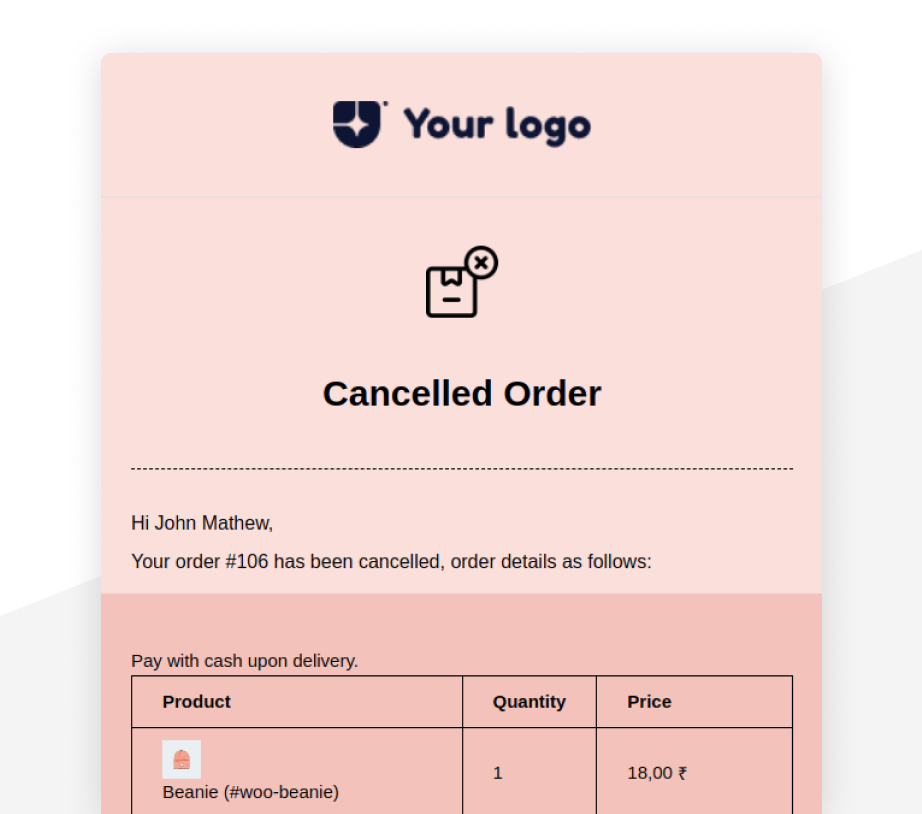 Your logo
Cancelled Order
Hi John Mathew,
Your order #106 has been cancelled, order details as follows:
Pay with cash upon delivery.
Product Quantity Price
1 18,00 ₹
Beanie (#woo-beanie)